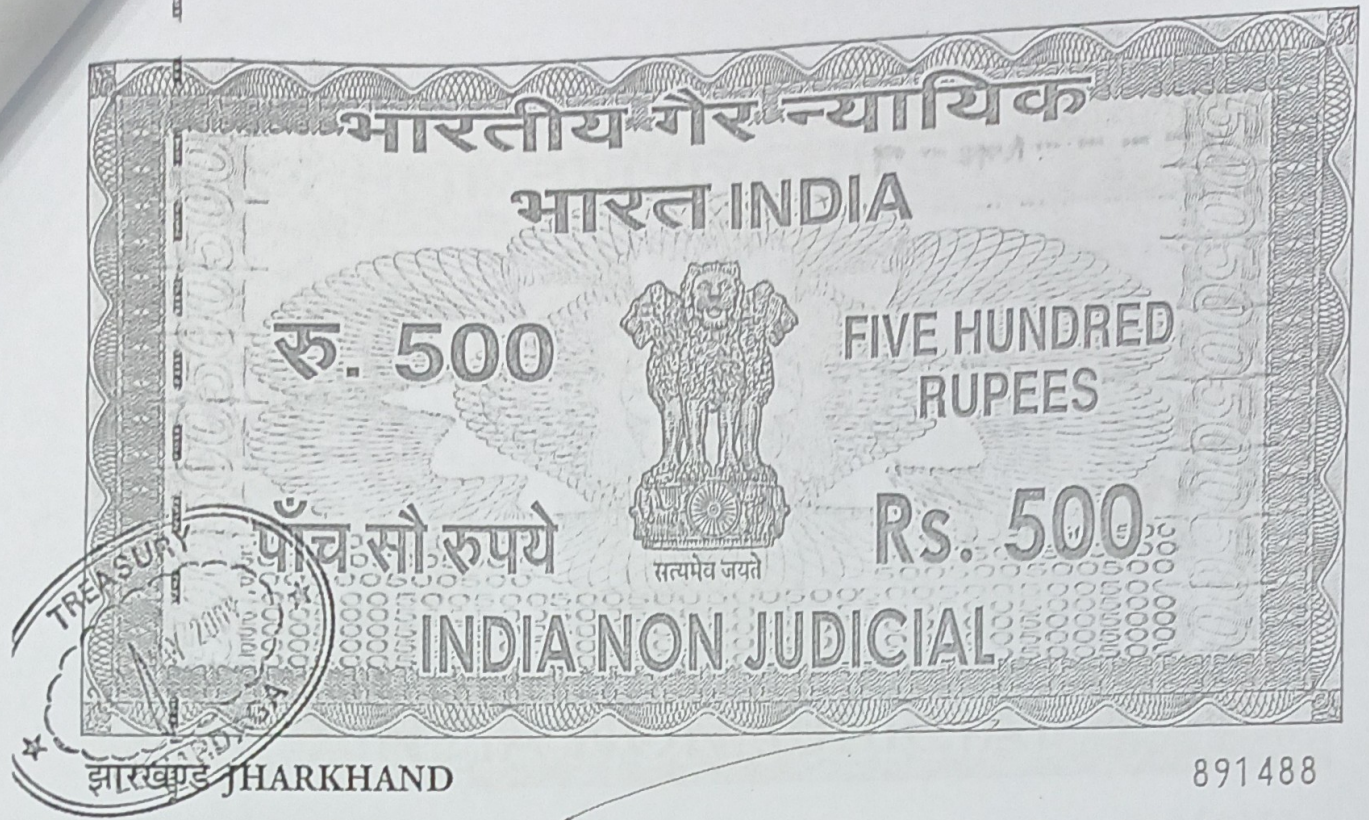 भारतीय गैर न्यायिक
भारत INDIA
रु. 500
FIVE HUNDRED
RUPEES
पाँच सौ रुपये
Rs. 500
सत्यमेव जयते
INDIA NON JUDICIAL
TREASURY
झारखण्ड JHARKHAND
891488